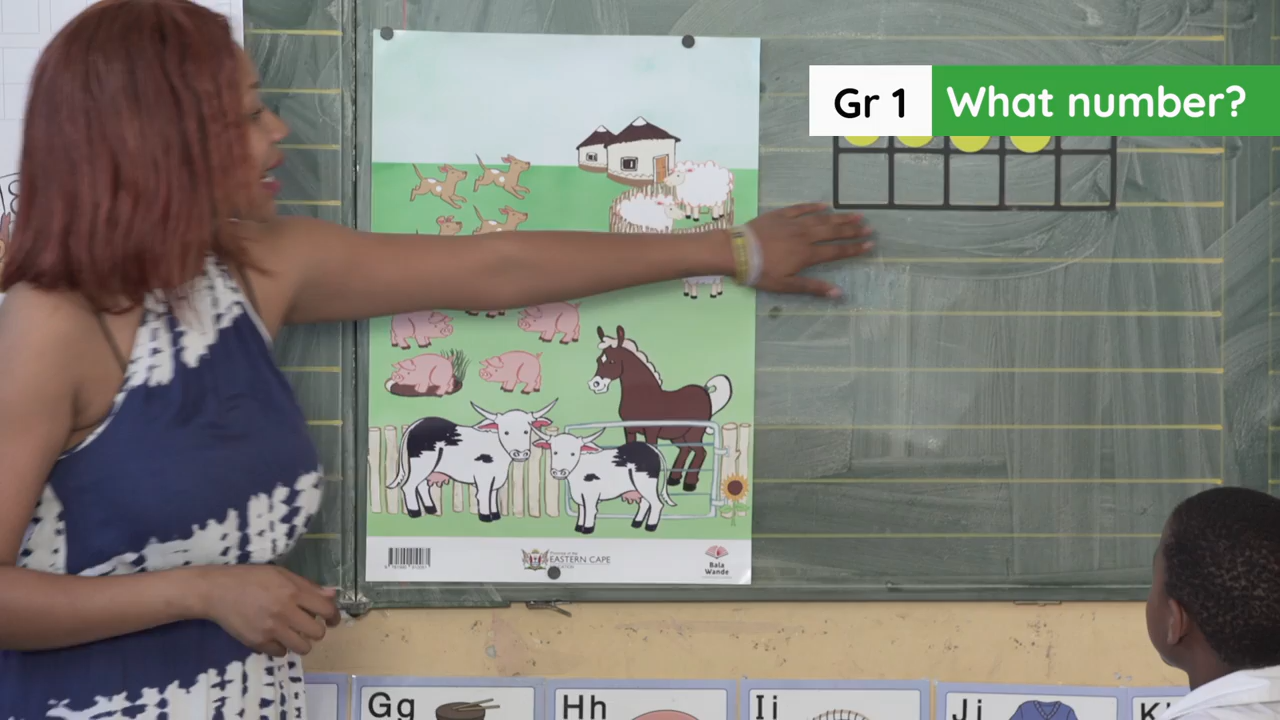 Gr 1 What number?
EASTERN CAPE
Bala
Wande
Gg
Hh
Ii
Jj
K